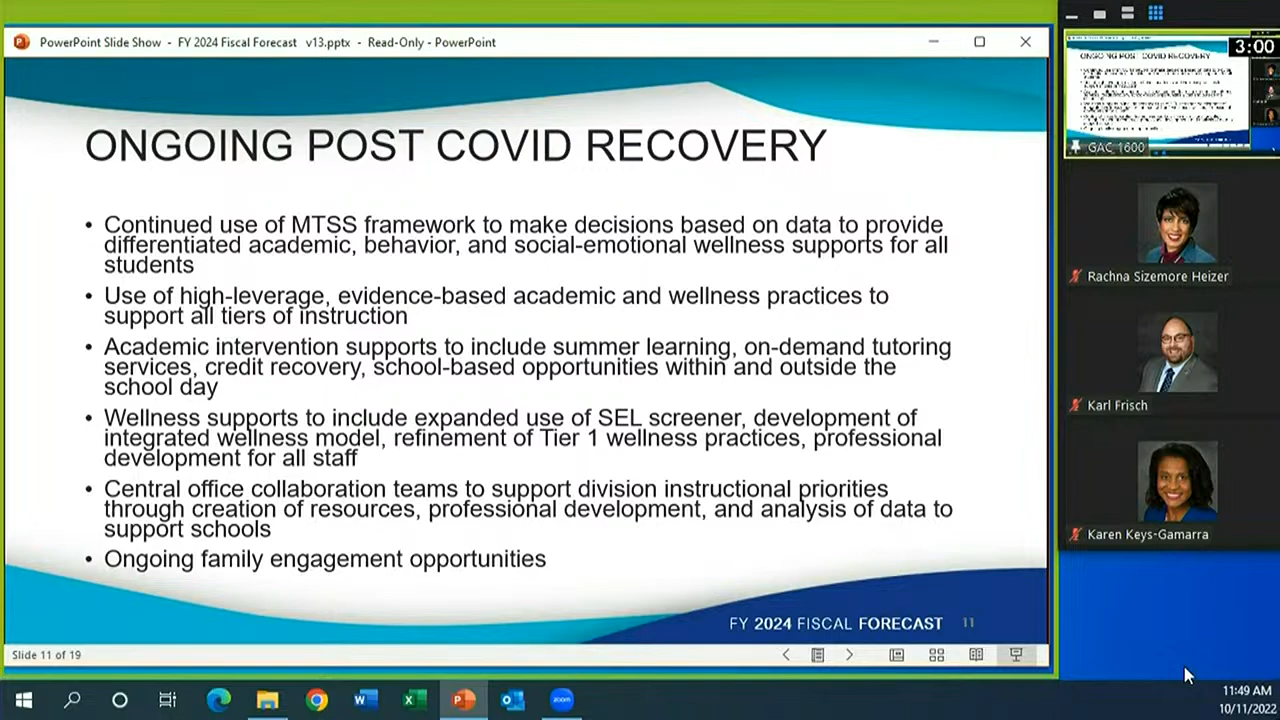 PowerPoint Slide Show - FY 2024 Fiscal Forecast v13.pptx - Read-Only - PowerPoint
ONGOING POST COVID RECOVERY
• Continued use of MTSS framework to make decisions based on data to provide
differentiated academic, behavior, and social-emotional wellness supports for all
students
• Use of high-leverage, evidence-based academic and wellness practices to
support all tiers of instruction
• Academic intervention supports to include summer learning, on-demand tutoring
services, credit recovery, school-based opportunities within and outside the
school day
• Wellness supports to include expanded use of SEL screener, development of
integrated wellness model, refinement of Tier 1 wellness practices, professional
development for all staff
• Central office collaboration teams to support division instructional priorities
through creation of resources, professional development, and analysis of data to
support schools
• Ongoing family engagement opportunities
FY 2024 FISCAL FORECAST 11
Slide 11 of 19
3:00
ONGOING POST COVID RECOVERY
GAC 1600
Rachna Sizemore Heizer
Karl Frisch
Karen Keys-Gamarra
zoom
11:49 AM
10/11/2022